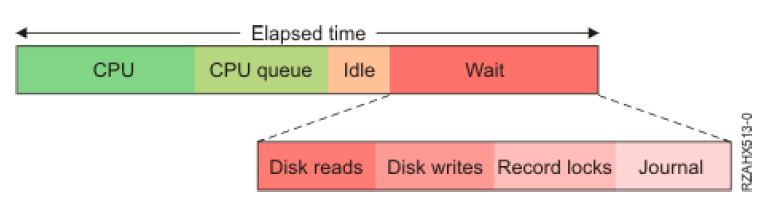 Elapsed time
CPU CPU queue Idle Wait
Disk reads Disk writes Record locks Journal
RZAHX513-0